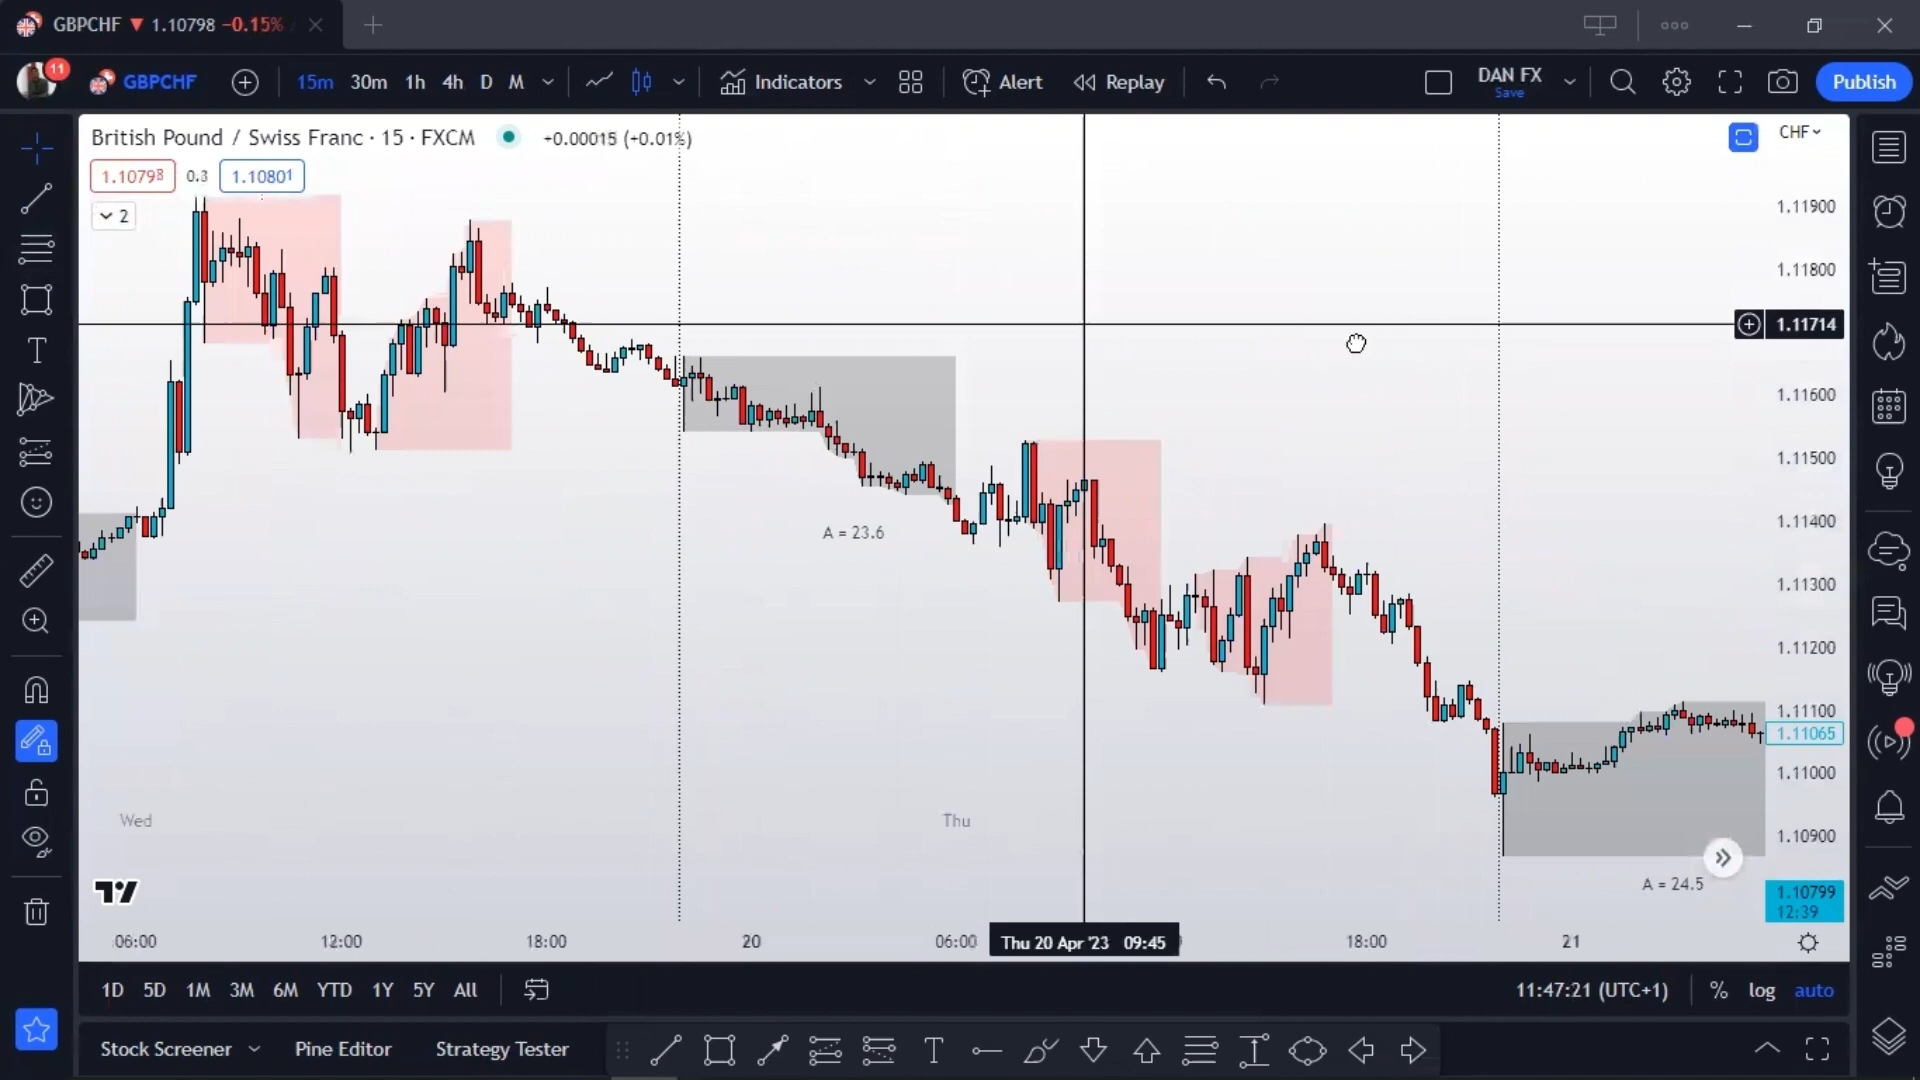 GBPCHF ▼ 1.10798 −0.15%
11
GBPCHF
15m 30m 1h 4h D M
Indicators
Alert
Replay
DAN FX
Save
Publish
British Pound / Swiss Franc · 15 · FXCM
+0.00015 (+0.01%)
CHF
1.10798 0.3 1.10801
2
1.11900
1.11800
1.11714
1.11600
1.11500
1.11400
1.11300
1.11200
1.11100
1.11065
1.11000
1.10900
1.10799
12:39
A = 23.6
A = 24.5
Wed
Thu
06:00 12:00 18:00 20 06:00 Thu 20 Apr '23 09:45 18:00 21
1D 5D 1M 3M 6M YTD 1Y 5Y All
11:47:21 (UTC+1) % log auto
Stock Screener Pine Editor Strategy Tester